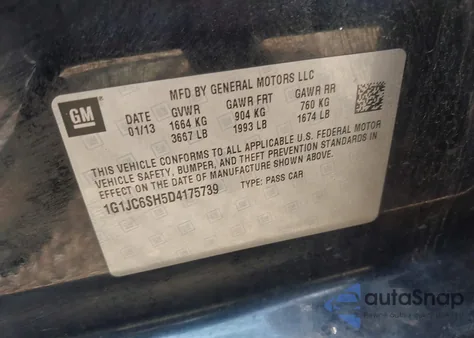 GM
MFD BY GENERAL MOTORS LLC
DATE GVWR GAWR FRT GAWR RR
01/13 1664 KG 904 KG 760 KG
3667 LB 1993 LB 1674 LB
THIS VEHICLE CONFORMS TO ALL APPLICABLE U.S. FEDERAL MOTOR
VEHICLE SAFETY, BUMPER, AND THEFT PREVENTION STANDARDS IN
EFFECT ON THE DATE OF MANUFACTURE SHOWN ABOVE.
1G1JC6SH5D4175739 TYPE: PASS CAR
autoSnap